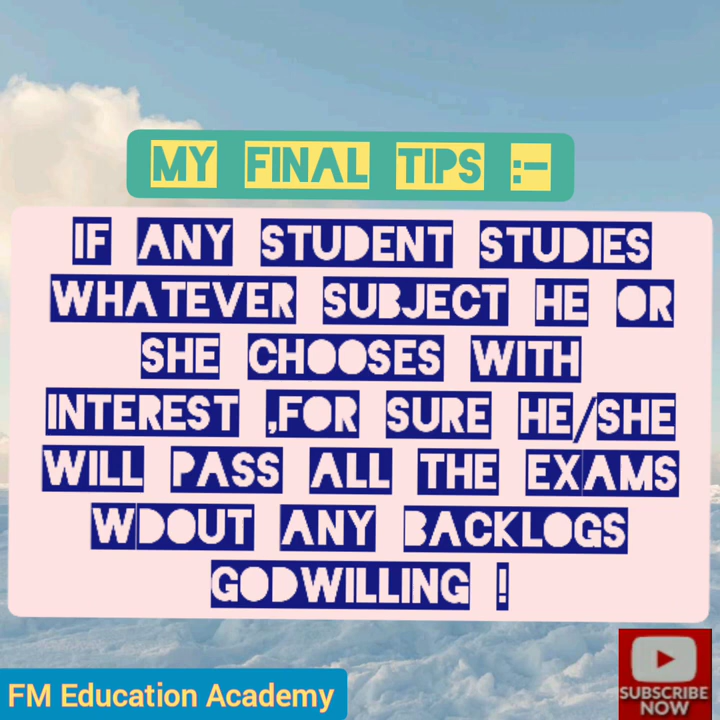 MY FINAL TIPS :-
IF ANY STUDENT STUDIES
WHATEVER SUBJECT HE OR
SHE CHOOSES WITH
INTEREST ,FOR SURE HE/SHE
WILL PASS ALL THE EXAMS
WDOUT ANY BACKLOGS
GODWILLING !
FM Education Academy
SUBSCRIBE
NOW